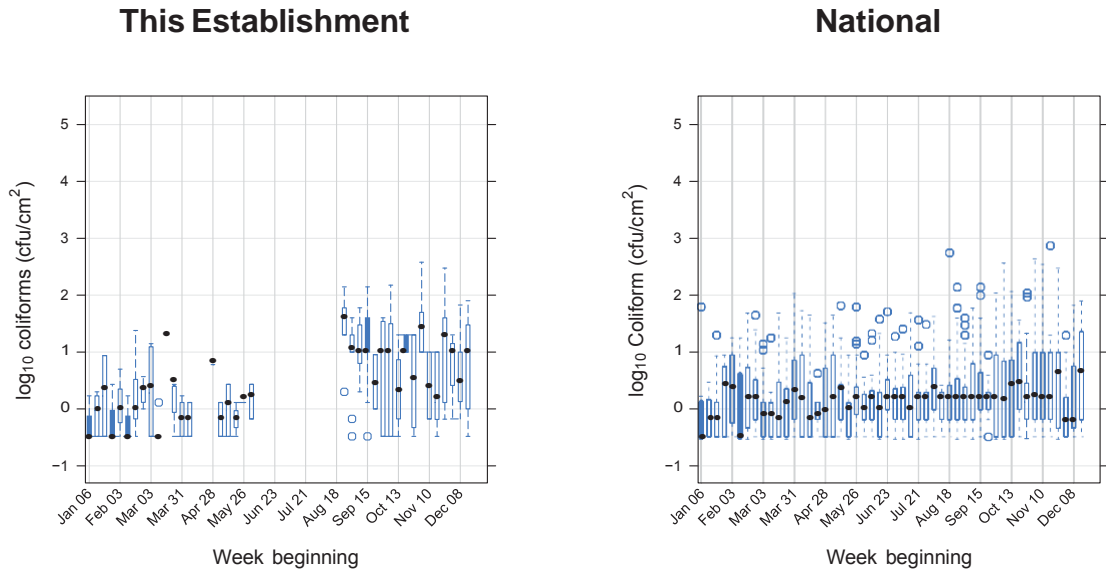 This Establishment
National
5
4
3
2
1
0
−1
log10 coliforms (cfu/cm2)
Jan 06
Feb 03
Mar 03
Mar 31
Apr 28
May 26
Jun 23
Jul 21
Aug 18
Sep 15
Oct 13
Nov 10
Dec 08
Week beginning
5
4
3
2
1
0
−1
log10 Coliform (cfu/cm2)
Jan 06
Feb 03
Mar 03
Mar 31
Apr 28
May 26
Jun 23
Jul 21
Aug 18
Sep 15
Oct 13
Nov 10
Dec 08
Week beginning